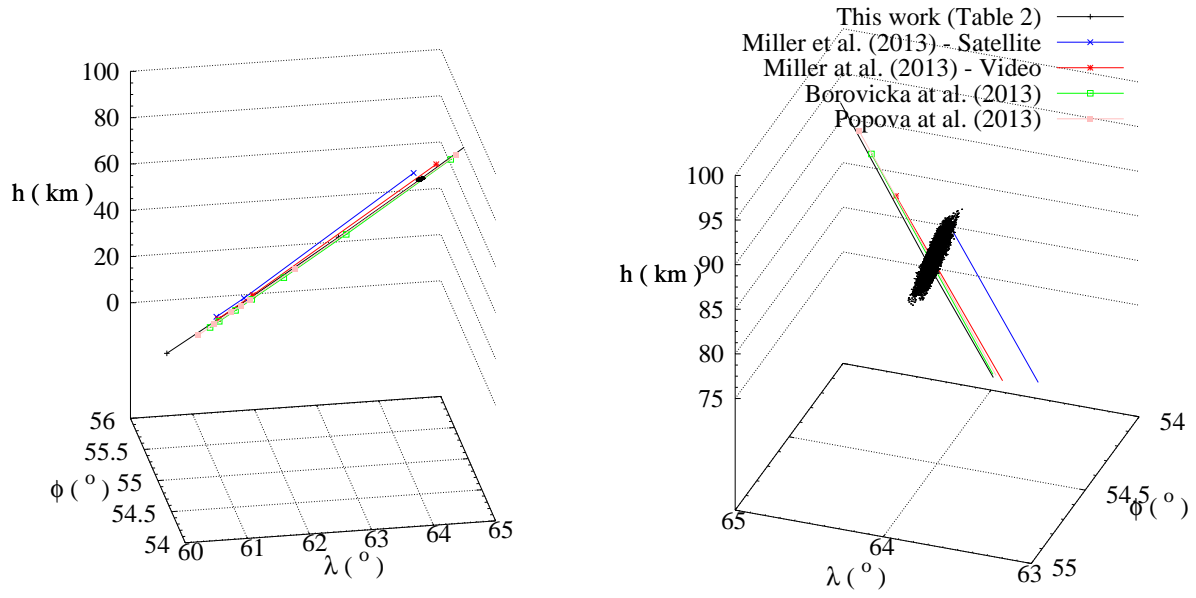 This work (Table 2)
Miller et al. (2013) - Satellite
Miller at al. (2013) - Video
Borovicka at al. (2013)
Popova at al. (2013)
100
80
60
40
20
0
h ( km )
56
55.5
55
54.5
54
ϕ ( º )
60
61
62
63
64
65
λ ( º )
100
95
90
85
80
75
h ( km )
65
64
63
λ ( º )
54
54.5
55
ϕ ( º )